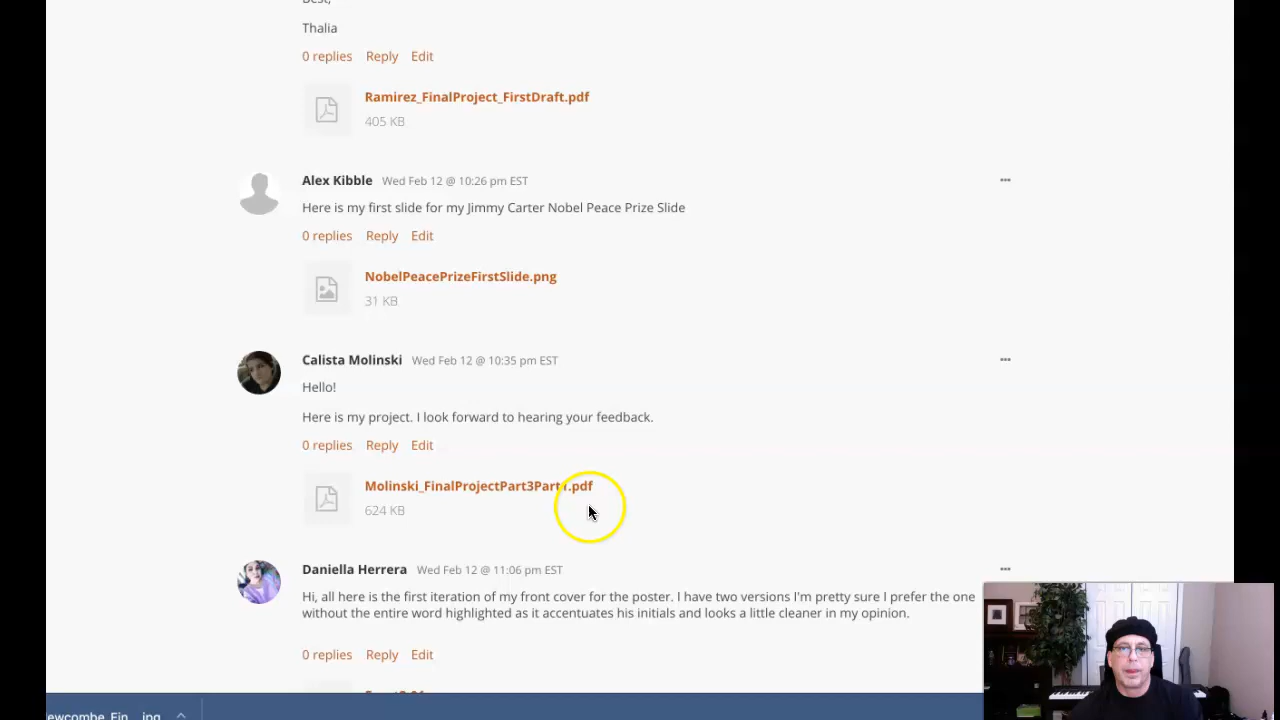 Best,
Thalia
0 replies Reply Edit
Ramirez_FinalProject_FirstDraft.pdf
405 KB
Alex Kibble Wed Feb 12 @ 10:26 pm EST
Here is my first slide for my Jimmy Carter Nobel Peace Prize Slide
0 replies Reply Edit
NobelPeacePrizeFirstSlide.png
31 KB
Calista Molinski Wed Feb 12 @ 10:35 pm EST
Hello!
Here is my project. I look forward to hearing your feedback.
0 replies Reply Edit
Molinski_FinalProjectPart3Part1.pdf
624 KB
Daniella Herrera Wed Feb 12 @ 11:06 pm EST
Hi, all here is the first iteration of my front cover for the poster. I have two versions I'm pretty sure I prefer the one
without the entire word highlighted as it accentuates his initials and looks a little cleaner in my opinion.
0 replies Reply Edit